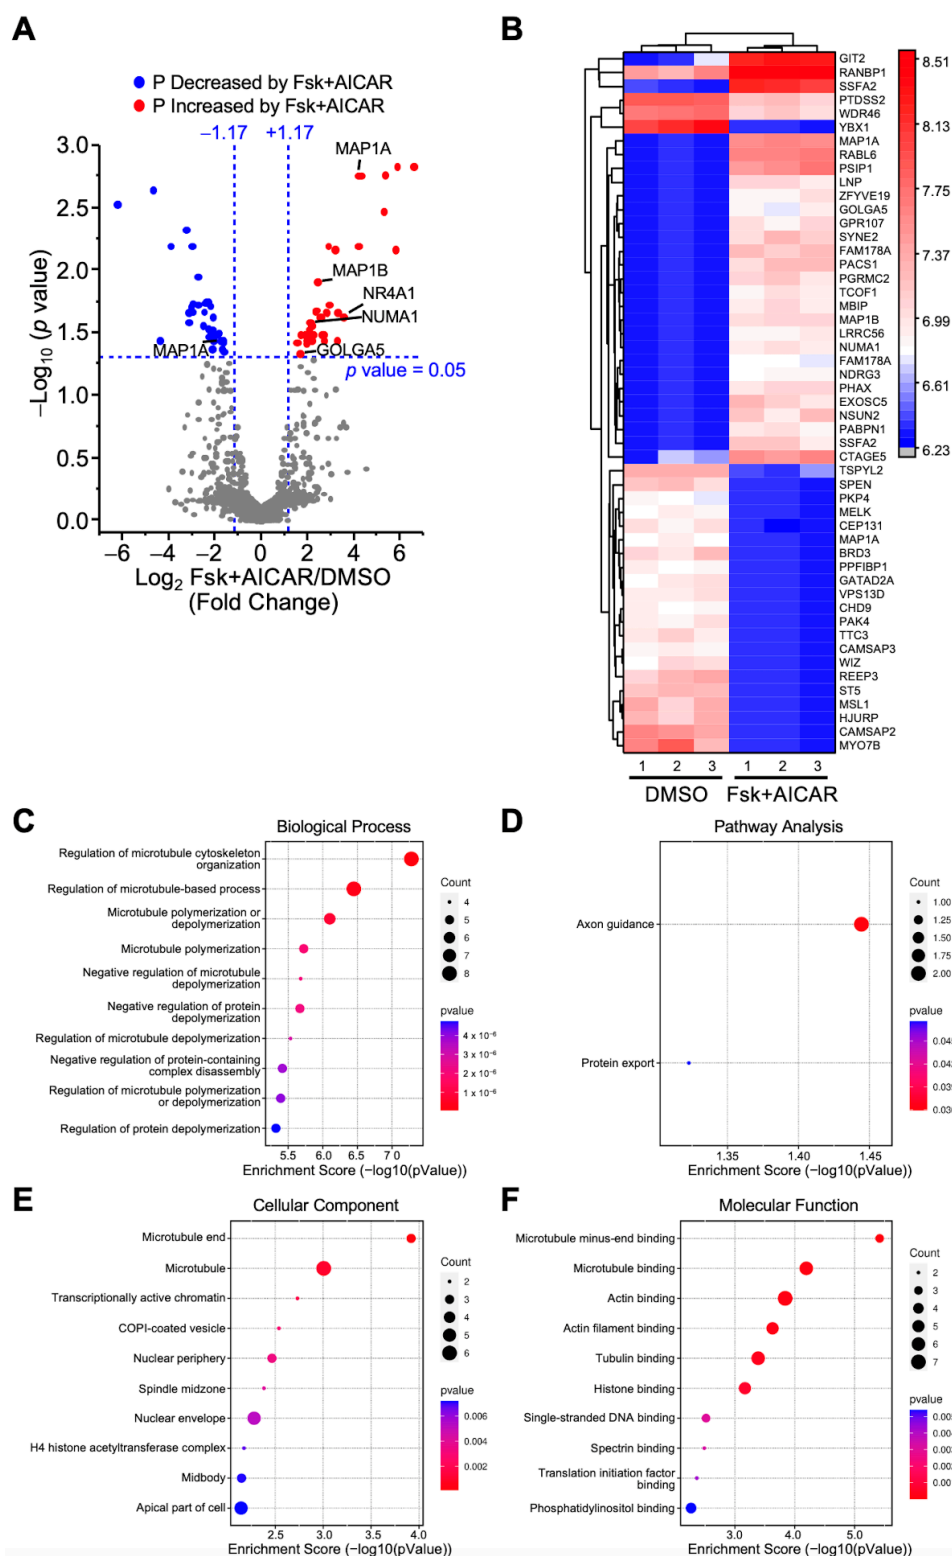 A
P Decreased by Fsk+AICAR
P Increased by Fsk+AICAR
−1.17 +1.17
3.0
2.5
2.0
1.5
1.0
0.5
0.0
−Log10 (p value)
MAP1A
MAP1B
NR4A1
NUMA1
MAP1A
GOLGA5
p value = 0.05
−6 −4 −2 0 2 4 6
Log2 Fsk+AICAR/DMSO
(Fold Change)
B
GIT2
RANBP1
SSFA2
PTDSS2
WDR46
YBX1
MAP1A
RABL6
PSIP1
LNP
ZFYVE19
GOLGA5
GPR107
SYNE2
FAM178A
PACS1
PGRMC2
TCOF1
MBIP
MAP1B
LRRC56
NUMA1
FAM178A
NDRG3
PHAX
EXOSC5
NSUN2
PABPN1
SSFA2
CTAGE5
TSPYL2
SPEN
PKP4
MELK
CEP131
MAP1A
BRD3
PPFIBP1
GATAD2A
VPS13D
CHD9
PAK4
TTC3
CAMSAP3
WIZ
REEP3
ST5
MSL1
HJURP
CAMSAP2
MYO7B
8.51
8.13
7.75
7.37
6.99
6.61
6.23
1 2 3 1 2 3
DMSO Fsk+AICAR
C
Biological Process
Regulation of microtubule cytoskeleton
organization
Regulation of microtubule-based process
Microtubule polymerization or
depolymerization
Microtubule polymerization
Negative regulation of microtubule
depolymerization
Negative regulation of protein
depolymerization
Regulation of microtubule depolymerization
Negative regulation of protein-containing
complex disassembly
Regulation of microtubule polymerization
or depolymerization
Regulation of protein depolymerization
5.5 6.0 6.5 7 0
Enrichment Score (−log10(pValue))
Count
4
5
6
7
8
pvalue
4 x 10⁻⁶
3 x 10⁻⁶
2 x 10⁻⁶
1 x 10⁻⁶
D
Pathway Analysis
Axon guidance
Protein export
1.35 1.40 1.45
Enrichment Score (−log10(pValue))
Count
1.00
1.25
1.50
1.75
2.00
pvalue
E
Cellular Component
Microtubule end
Microtubule
Transcriptionally active chromatin
COPI-coated vesicle
Nuclear periphery
Spindle midzone
Nuclear envelope
H4 histone acetyltransferase complex
Midbody
Apical part of cell
2.5 3.0 3.5 4.0
Enrichment Score (−log10(pValue))
Count
2
3
4
5
6
pvalue
0.006
0.004
0.002
F
Molecular Function
Microtubule minus-end binding
Microtubule binding
Actin binding
Actin filament binding
Tubulin binding
Histone binding
Single-stranded DNA binding
Spectrin binding
Translation initiation factor
binding
Phosphatidylinositol binding
3.0 4.0 5.0
Enrichment Score (−log10(pValue))
Count
2
3
4
5
6
7
pvalue